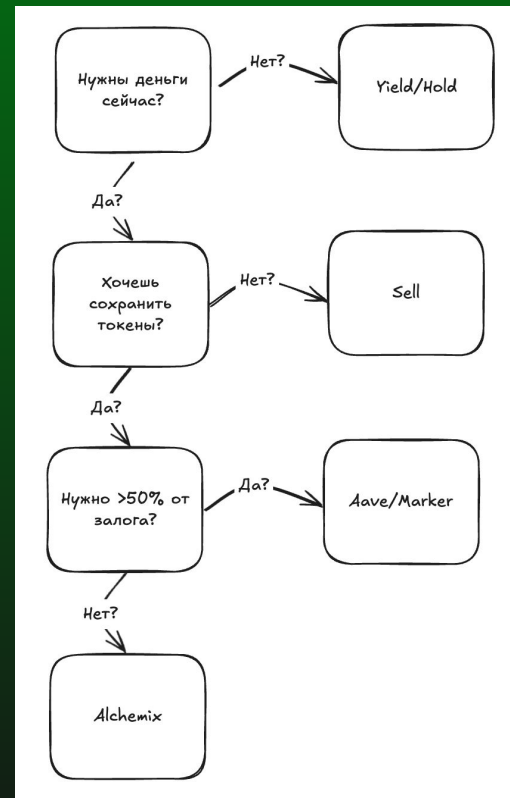 Нужны деньги
сейчас?
Нет?
Yield/Hold
Да?
Хочешь
сохранить
токены?
Нет?
Sell
Да?
Нужно >50% от
залога?
Да?
Aave/Marker
Нет?
Alchemix